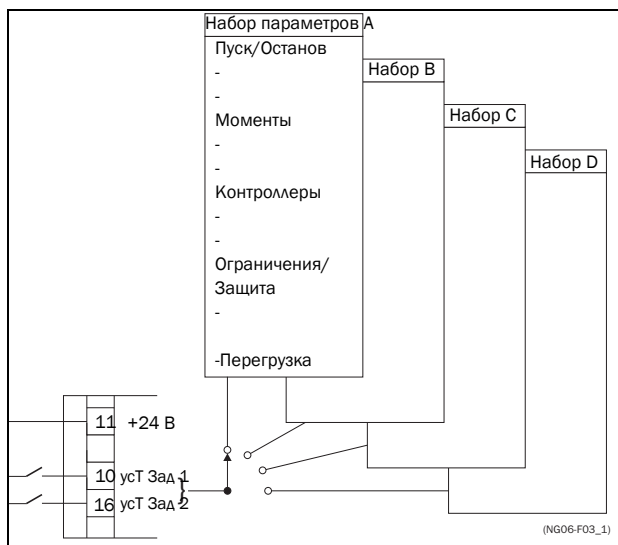 Набор параметров A
Пуск/Останов
-
-
Моменты
-
-
Контроллеры
-
-
Ограничения/
Защита
-
-Перегрузка
Набор B
Набор C
Набор D
11 +24 В
10 усТ Зад 1
16 усТ Зад 2
}
(NG06-F03_1)